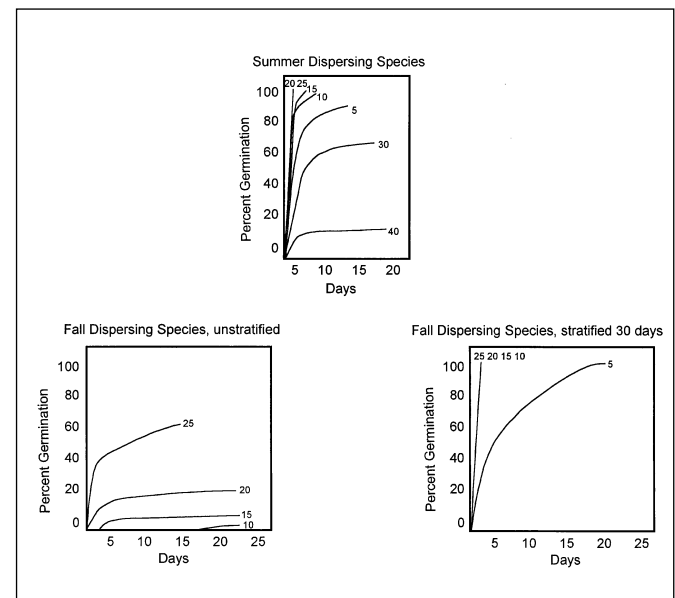 Summer Dispersing Species
20 25 15
100
10
5
80
30
60
40
20
40
0
5 10 15 20
Percent Germination
Days
Fall Dispersing Species, unstratified
100
80
60
25
40
20
20
15
0
10
5 10 15 20 25
Percent Germination
Days
Fall Dispersing Species, stratified 30 days
25 20 15 10
5
100
80
60
40
20
0
5 10 15 20 25
Percent Germination
Days